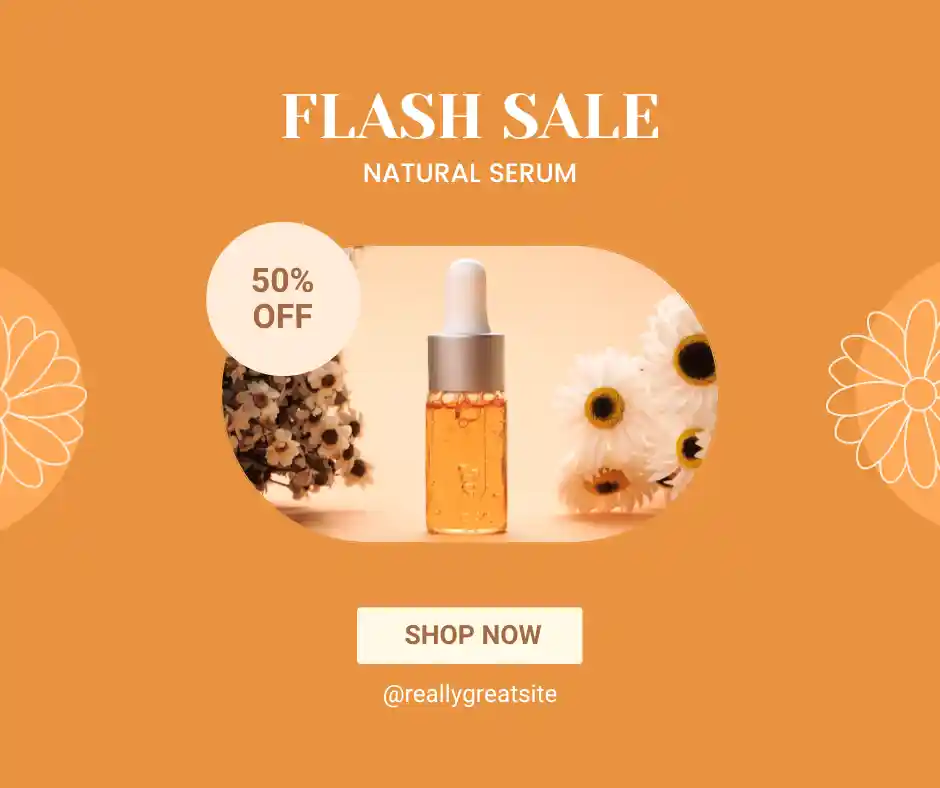 FLASH SALE
NATURAL SERUM
50%
OFF
SHOP NOW
@reallygreatsite